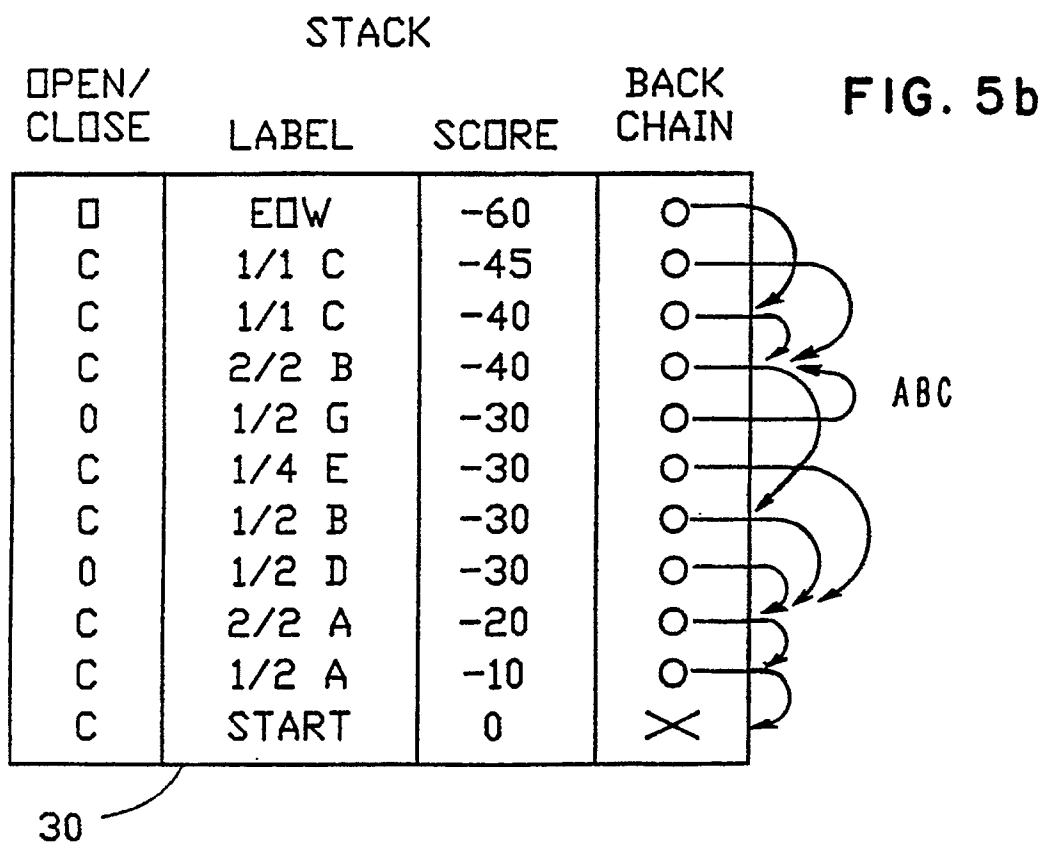 STACK
FIG. 5b
OPEN/
CLOSE
LABEL
SCORE
BACK
CHAIN
O EOW -60
C 1/1 C -45
C 1/1 C -40
C 2/2 B -40
O 1/2 G -30
C 1/4 E -30
C 1/2 B -30
O 1/2 D -30
C 2/2 A -20
C 1/2 A -10
C START 0
ABC
30